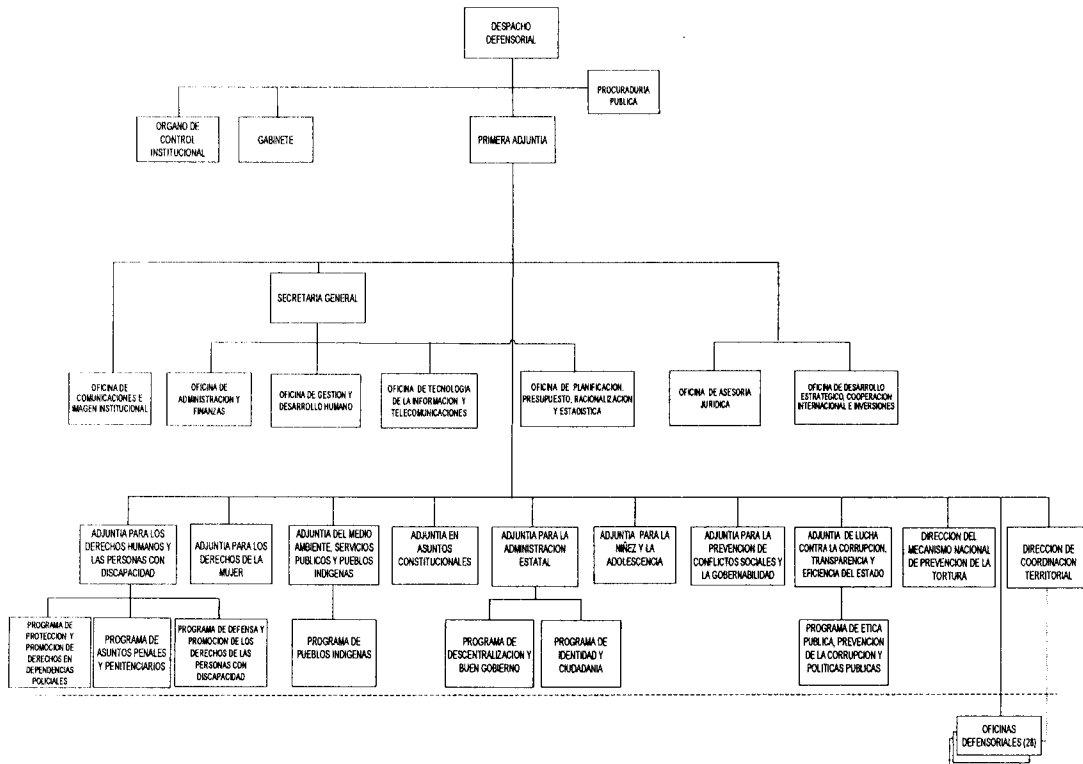 DESPACHO
DEFENSORIAL
PROCURADURIA
PUBLICA
ORGANO DE
CONTROL
INSTITUCIONAL
GABINETE
PRIMERA ADJUNTIA
SECRETARIA GENERAL
OFICINA DE
COMUNICACIONES E
IMAGEN INSTITUCIONAL
OFICINA DE
ADMINISTRACION Y
FINANZAS
OFICINA DE GESTION Y
DESARROLLO HUMANO
OFICINA DE TECNOLOGIA
DE LA INFORMACION Y
TELECOMUNICACIONES
OFICINA DE PLANIFICACION,
PRESUPUESTO, RACIONALIZACION
Y ESTADISTICA
OFICINA DE ASESORIA
JURIDICA
OFICINA DE DESARROLLO
ESTRATEGICO, COOPERACION
INTERNACIONAL E INVERSIONES
ADJUNTIA PARA LOS
DERECHOS HUMANOS Y
LAS PERSONAS CON
DISCAPACIDAD
ADJUNTIA PARA LOS
DERECHOS DE LA
MUJER
ADJUNTIA DEL MEDIO
AMBIENTE, SERVICIOS
PUBLICOS Y PUEBLOS
INDIGENAS
ADJUNTIA EN
ASUNTOS
CONSTITUCIONALES
ADJUNTIA PARA LA
ADMINISTRACION
ESTATAL
ADJUNTIA PARA LA
NIÑEZ Y LA
ADOLESCENCIA
ADJUNTIA PARA LA
PREVENCION DE
CONFLICTOS SOCIALES Y
LA GOBERNABILIDAD
ADJUNTIA DE LUCHA
CONTRA LA CORRUPCION,
TRANSPARENCIA Y
EFICIENCIA DEL ESTADO
DIRECCION DEL
MECANISMO NACIONAL
DE PREVENCION DE LA
TORTURA
DIRECCION DE
COORDINACION
TERRITORIAL
PROGRAMA DE
PROTECCION Y
PROMOCION DE
DERECHOS EN
DEPENDENCIAS
POLICIALES
PROGRAMA DE
ASUNTOS PENALES
Y PENITENCIARIOS
PROGRAMA DE DEFENSA Y
PROMOCION DE LOS
DERECHOS DE LAS
PERSONAS CON
DISCAPACIDAD
PROGRAMA DE
PUEBLOS INDIGENAS
PROGRAMA DE
DESCENTRALIZACION Y
BUEN GOBIERNO
PROGRAMA DE
IDENTIDAD Y
CIUDADANIA
PROGRAMA DE ETICA
PUBLICA, PREVENCION
DE LA CORRUPCION Y
POLITICAS PUBLICAS
OFICINAS
DEFENSORIALES (28)